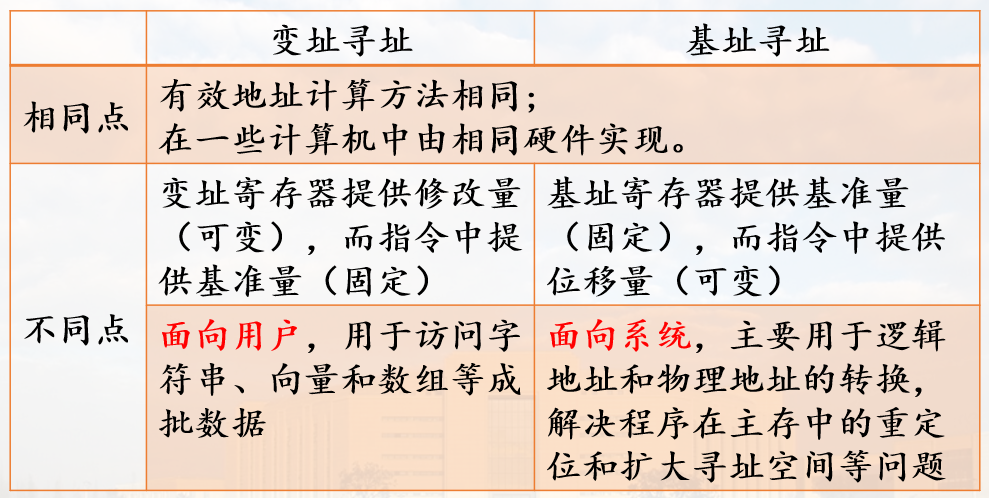 变址寻址
基址寻址
相同点
有效地址计算方法相同；
在一些计算机中由相同硬件实现。
不同点
变址寄存器提供修改量
（可变），而指令中提
供基准量（固定）
基址寄存器提供基准量
（固定），而指令中提供
位移量（可变）
面向用户，用于访问字
符串、向量和数组等成
批数据
面向系统，主要用于逻辑
地址和物理地址的转换，
解决程序在主存中的重定
位和扩大寻址空间等问题